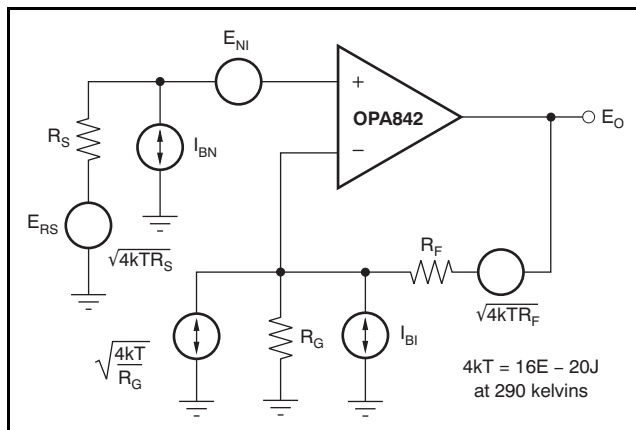 E_NI
+
OPA842
−
E_O
R_S
I_BN
E_RS
√4kTR_S
R_F
√4kTR_F
√4kT/R_G
R_G
I_BI
4kT = 16E – 20J
at 290 kelvins